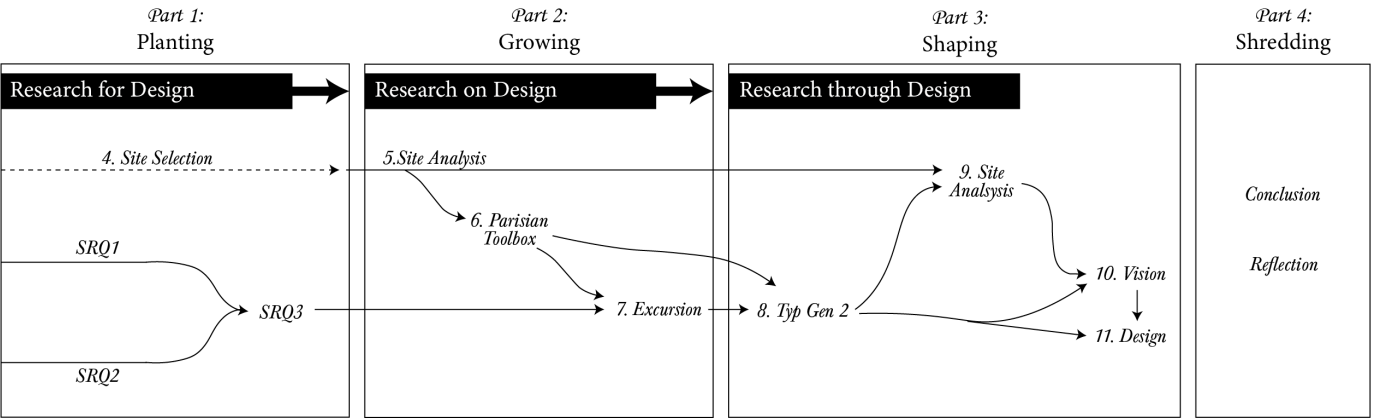 Part 1:
Planting
Part 2:
Growing
Part 3:
Shaping
Part 4:
Shredding
Research for Design
Research on Design
Research through Design
4. Site Selection
5.Site Analysis
9. Site
Analsysis
6. Parisian
Toolbox
SRQ1
SRQ3
SRQ2
7. Excursion
8. Typ Gen 2
10. Vision
11. Design
Conclusion
Reflection